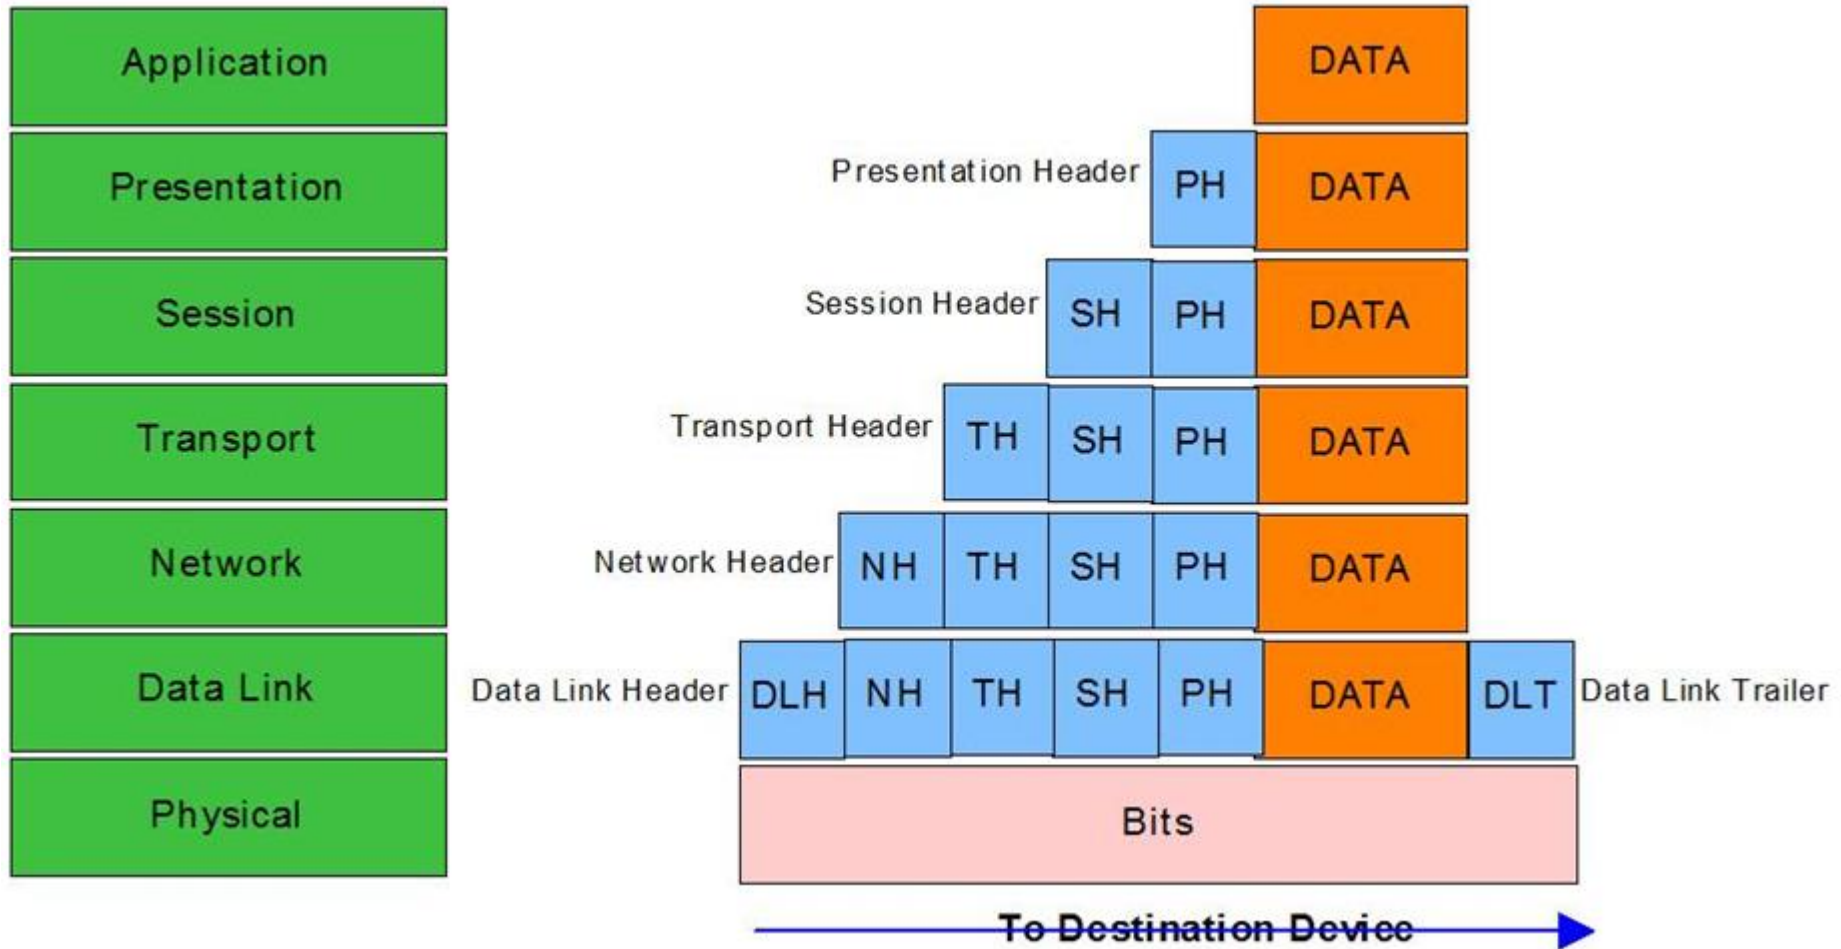 Application
DATA
Presentation
Presentation Header
PH
DATA
Session
Session Header
SH
PH
DATA
Transport
Transport Header
TH
SH
PH
DATA
Network
Network Header
NH
TH
SH
PH
DATA
Data Link
Data Link Header
DLH
NH
TH
SH
PH
DATA
DLT
Data Link Trailer
Physical
Bits
To Destination Device